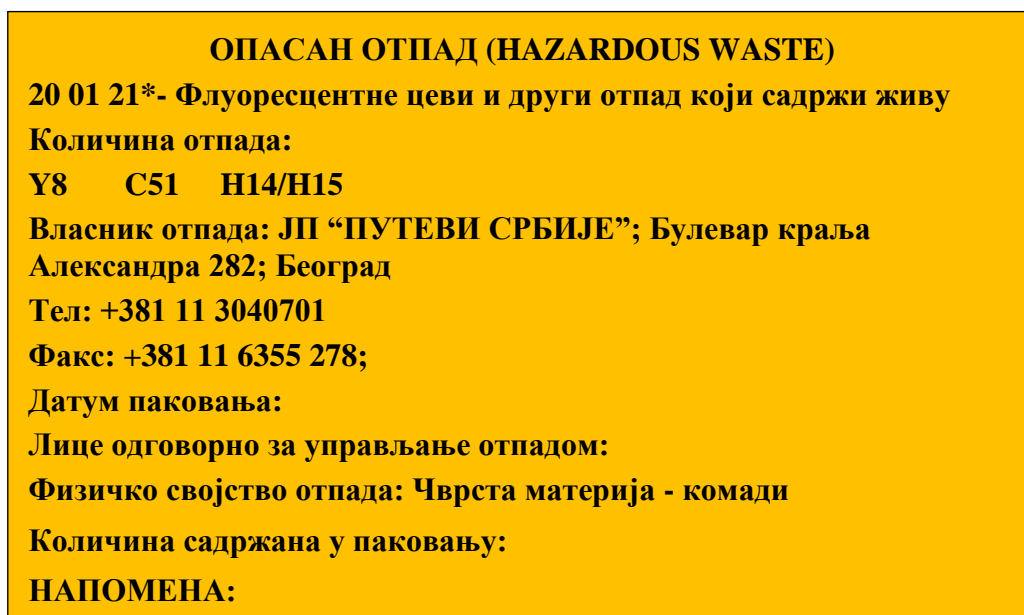 ОПАСАН ОТПАД (HAZARDOUS WASTE)
20 01 21*- Флуоресцентне цеви и други отпад који садржи живу
Количина отпада:
Y8 C51 H14/H15
Власник отпада: ЈП “ПУТЕВИ СРБИЈЕ”; Булевар краља
Александра 282; Београд
Тел: +381 11 3040701
Факс: +381 11 6355 278;
Датум паковања:
Лице одговорно за управљање отпадом:
Физичко својство отпада: Чврста материја - комади
Количина садржана у паковању:
НАПОМЕНА: